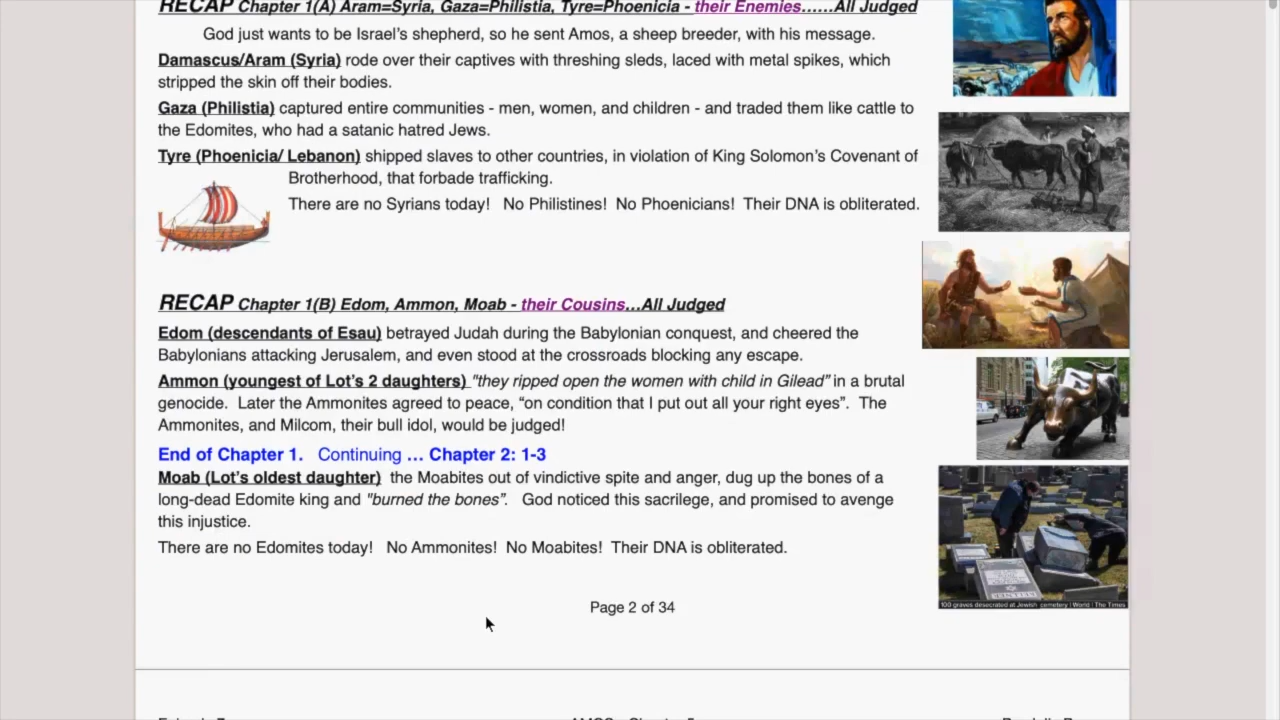 RECAP Chapter 1(A) Aram=Syria, Gaza=Philistia, Tyre=Phoenicia - their Enemies……All Judged
God just wants to be Israel’s shepherd, so he sent Amos, a sheep breeder, with his message.
Damascus/Aram (Syria) rode over their captives with threshing sleds, laced with metal spikes, which
stripped the skin off their bodies.
Gaza (Philistia) captured entire communities - men, women, and children - and traded them like cattle to
the Edomites, who had a satanic hatred Jews.
Tyre (Phoenicia/ Lebanon) shipped slaves to other countries, in violation of King Solomon’s Covenant of
Brotherhood, that forbade trafficking.
There are no Syrians today!   No Philistines!  No Phoenicians!  Their DNA is obliterated.
RECAP Chapter 1(B) Edom, Ammon, Moab - their Cousins…All Judged
Edom (descendants of Esau) betrayed Judah during the Babylonian conquest, and cheered the
Babylonians attacking Jerusalem, and even stood at the crossroads blocking any escape.
Ammon (youngest of Lot’s 2 daughters) "they ripped open the women with child in Gilead” in a brutal
genocide.  Later the Ammonites agreed to peace, “on condition that I put out all your right eyes”.  The
Ammonites, and Milcom, their bull idol, would be judged!
End of Chapter 1.   Continuing … Chapter 2: 1-3
Moab (Lot’s oldest daughter)  the Moabites out of vindictive spite and anger, dug up the bones of a
long-dead Edomite king and "burned the bones”.   God noticed this sacrilege, and promised to avenge
this injustice.
There are no Edomites today!   No Ammonites!  No Moabites!  Their DNA is obliterated.
100 graves desecrated at Jewish cemetery | World | The Times
Page 2 of 34